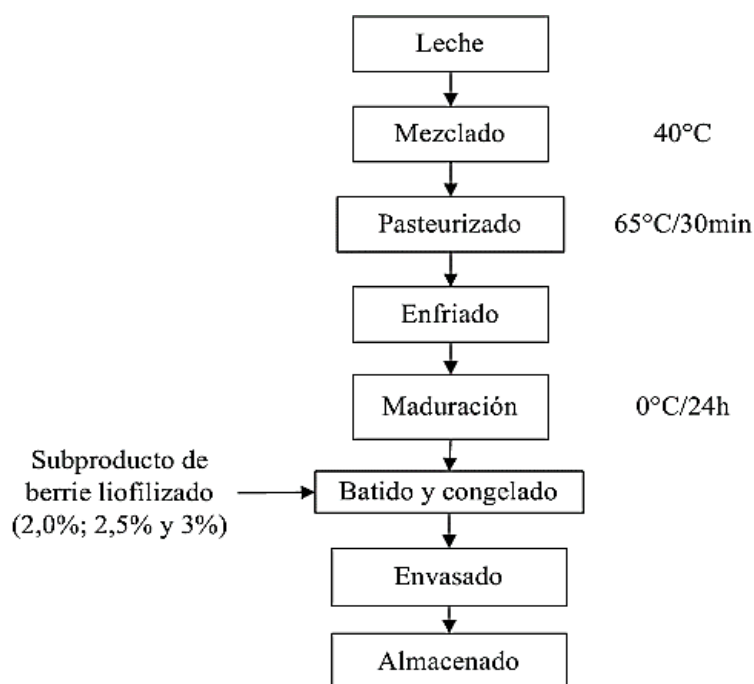 Leche
Mezclado
40°C
Pasteurizado
65°C/30min
Enfriado
Maduración
0°C/24h
Subproducto de
berrie liofilizado
(2,0%; 2,5% y 3%)
Batido y congelado
Envasado
Almacenado